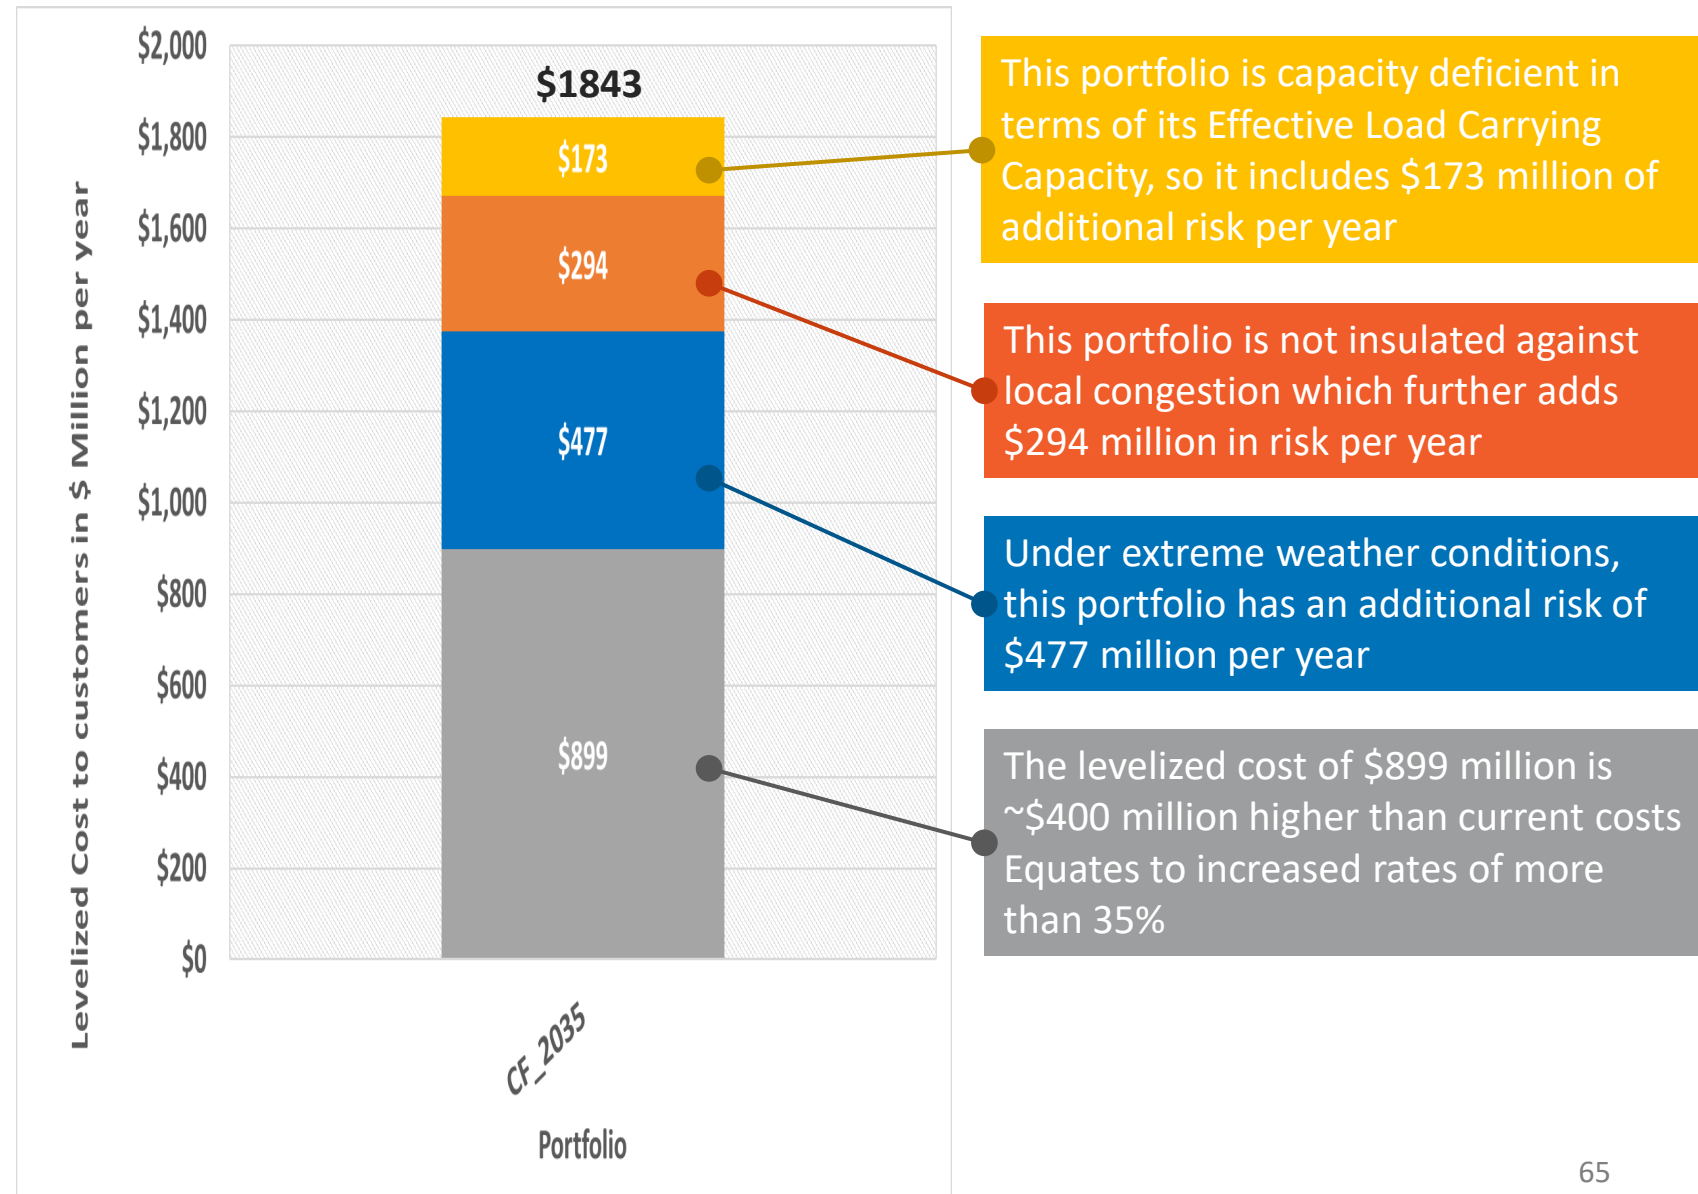 Levelized Cost to customers in $ Million per year
$2,000
$1,800
$1,600
$1,400
$1,200
$1,000
$800
$600
$400
$200
$0
$1843
$173
$294
$477
$899
CF_2035
Portfolio
This portfolio is capacity deficient in
terms of its Effective Load Carrying
Capacity, so it includes $173 million of
additional risk per year
This portfolio is not insulated against
local congestion which further adds
$294 million in risk per year
Under extreme weather conditions,
this portfolio has an additional risk of
$477 million per year
The levelized cost of $899 million is
~$400 million higher than current costs
Equates to increased rates of more
than 35%
65